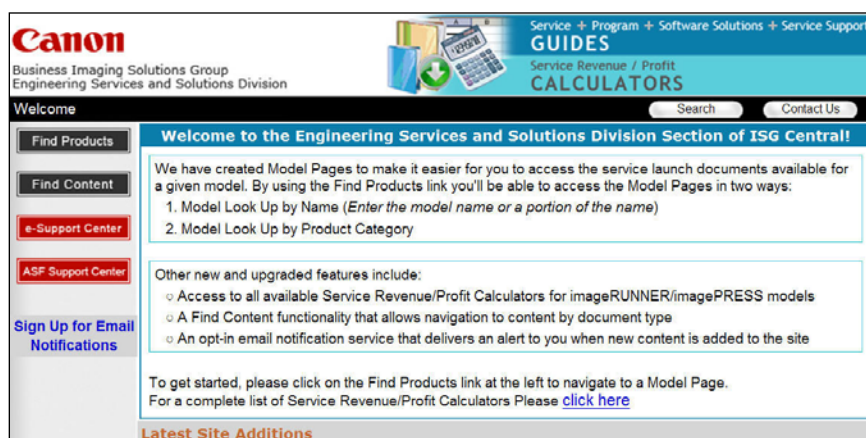 Canon
Business Imaging Solutions Group
Engineering Services and Solutions Division
Service + Program + Software Solutions + Service Support
GUIDES
Service Revenue / Profit
CALCULATORS
Welcome
Search
Contact Us
Find Products
Find Content
e-Support Center
ASF Support Center
Sign Up for Email
Notifications
Welcome to the Engineering Services and Solutions Division Section of ISG Central!
We have created Model Pages to make it easier for you to access the service launch documents available for
a given model. By using the Find Products link you'll be able to access the Model Pages in two ways:
1. Model Look Up by Name (Enter the model name or a portion of the name)
2. Model Look Up by Product Category
Other new and upgraded features include:
○ Access to all available Service Revenue/Profit Calculators for imageRUNNER/imagePRESS models
○ A Find Content functionality that allows navigation to content by document type
○ An opt-in email notification service that delivers an alert to you when new content is added to the site
To get started, please click on the Find Products link at the left to navigate to a Model Page.
For a complete list of Service Revenue/Profit Calculators Please click here
Latest Site Additions